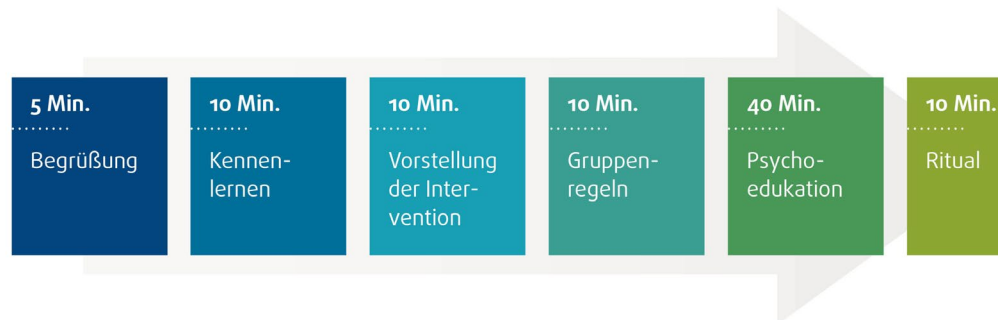 5 Min.
Begrüßung
10 Min.
Kennen-
lernen
10 Min.
Vorstellung
der Inter-
vention
10 Min.
Gruppen-
regeln
40 Min.
Psycho-
edukation
10 Min.
Ritual